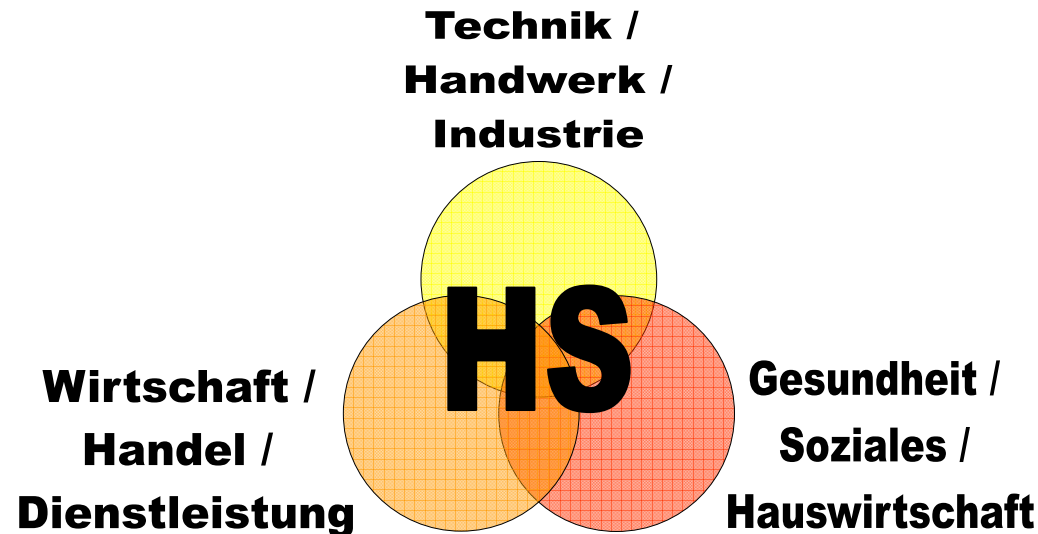 Technik /
Handwerk /
Industrie
HS
Wirtschaft /
Handel /
Dienstleistung
Gesundheit /
Soziales /
Hauswirtschaft